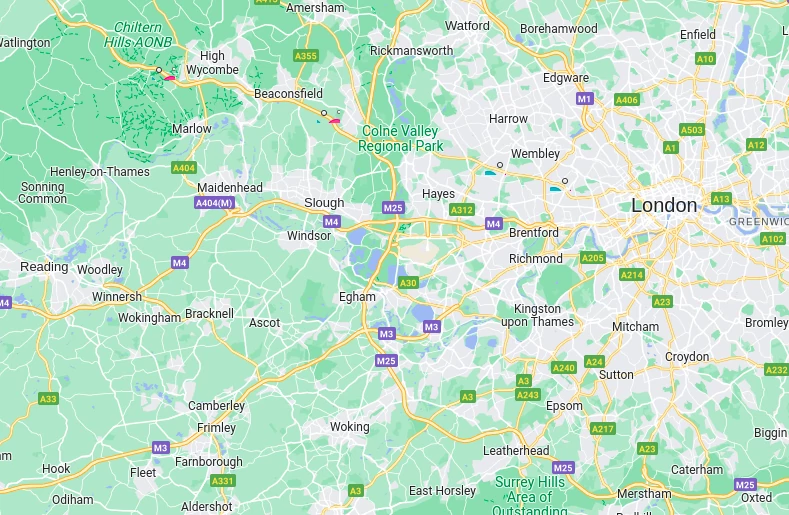 A413
Amersham
Chiltern
Hills AONB
Watford
Borehamwood
Enfield
Watlington
High
Wycombe
A355
Rickmansworth
A10
Beaconsfield
Edgware
M1
A406
Marlow
Colne Valley
Regional Park
Harrow
A503
A1
A12
Henley-on-Thames
A404
Wembley
Sonning
Common
Maidenhead
A404(M)
Slough
Hayes
London
A13
M25
A312
M4
M4
GREENWIC
Windsor
Brentford
A102
Reading
Woodley
M4
Richmond
A205
A214
A30
M4
Winnersh
Egham
A23
Wokingham
Bracknell
Ascot
Kingston
upon Thames
M3
M3
Mitcham
Bromley
M25
Croydon
A24
A240
Sutton
A232
A33
A3
A3
A243
Camberley
Epsom
Frimley
Woking
A217
Biggin
M3
Leatherhead
A23
Hook
Fleet
Farnborough
M25
Caterham
A331
A3
East Horsley
Surrey Hills
Area of
Outstanding
M25
Merstham
Oxted
Odiham
Aldershot